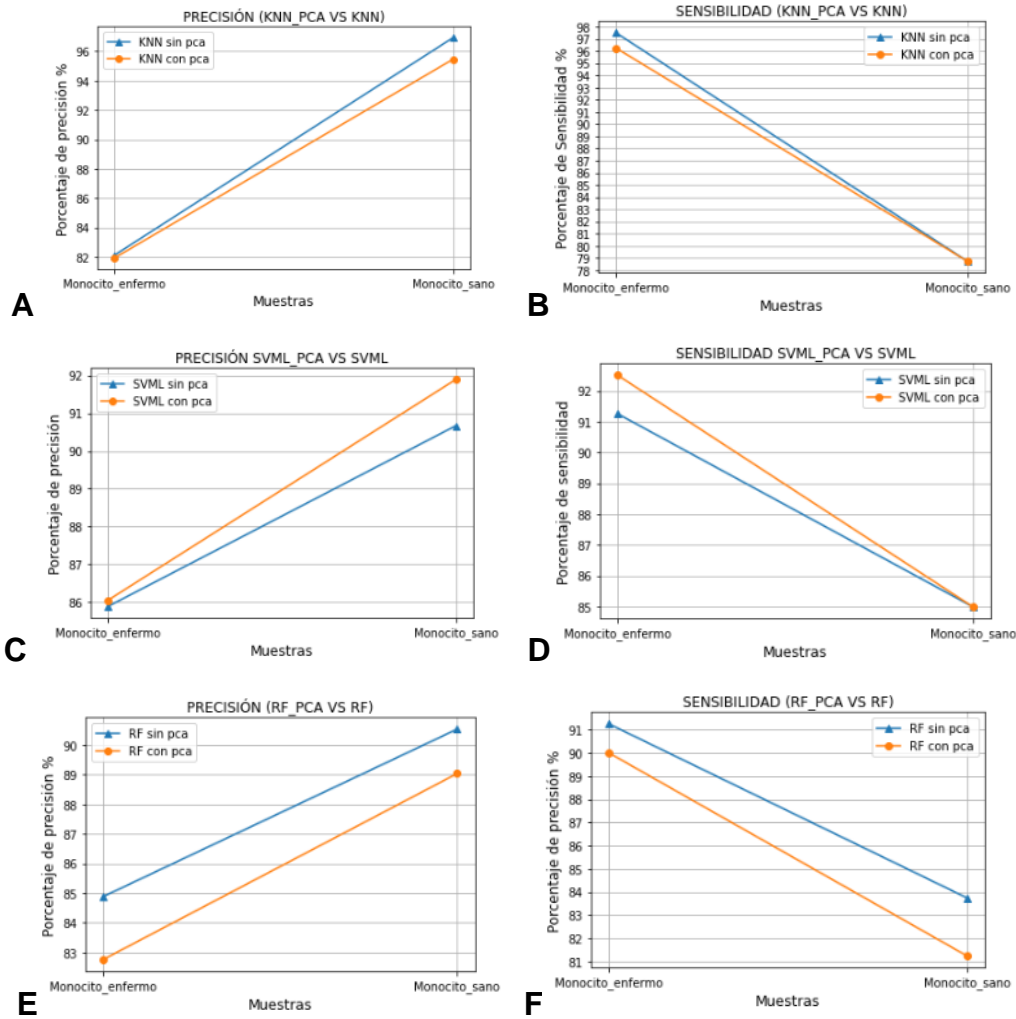 PRECISIÓN (KNN_PCA VS KNN)
KNN sin pca
KNN con pca
Porcentaje de precisión %
96
94
92
90
88
86
84
82
Monocito_enfermo
Monocito_sano
Muestras
A
SENSIBILIDAD (KNN_PCA VS KNN)
KNN sin pca
KNN con pca
Porcentaje de Sensibilidad %
98
97
96
95
94
93
92
91
90
89
88
87
86
85
84
83
82
81
80
79
78
Monocito_enfermo
Monocito_sano
Muestras
B
PRECISIÓN SVML_PCA VS SVML
SVML sin pca
SVML con pca
Porcentaje de precisión
92
91
90
89
88
87
86
Monocito_enfermo
Monocito_sano
Muestras
C
SENSIBILIDAD SVML_PCA VS SVML
SVML sin pca
SVML con pca
Porcentaje de sensibilidad
92
91
90
89
88
87
86
85
Monocito_enfermo
Monocito_sano
Muestras
D
PRECISIÓN (RF_PCA VS RF)
RF sin pca
RF con pca
Porcentaje de precisión %
90
89
88
87
86
85
84
83
Monocito_enfermo
Monocito_sano
Muestras
E
SENSIBILIDAD (RF_PCA VS RF)
RF sin pca
RF con pca
Porcentaje de precisión %
91
90
89
88
87
86
85
84
83
82
81
Monocito_enfermo
Monocito_sano
Muestras
F